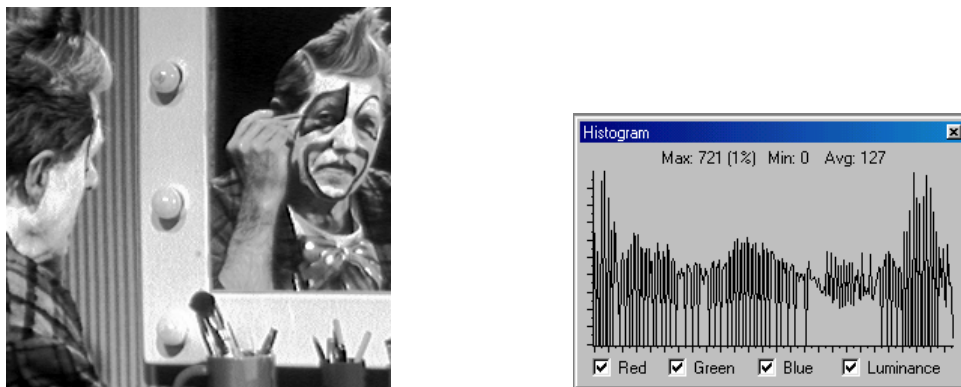 Histogram
Max: 721 (1%) Min: 0 Avg: 127
Red Green Blue Luminance